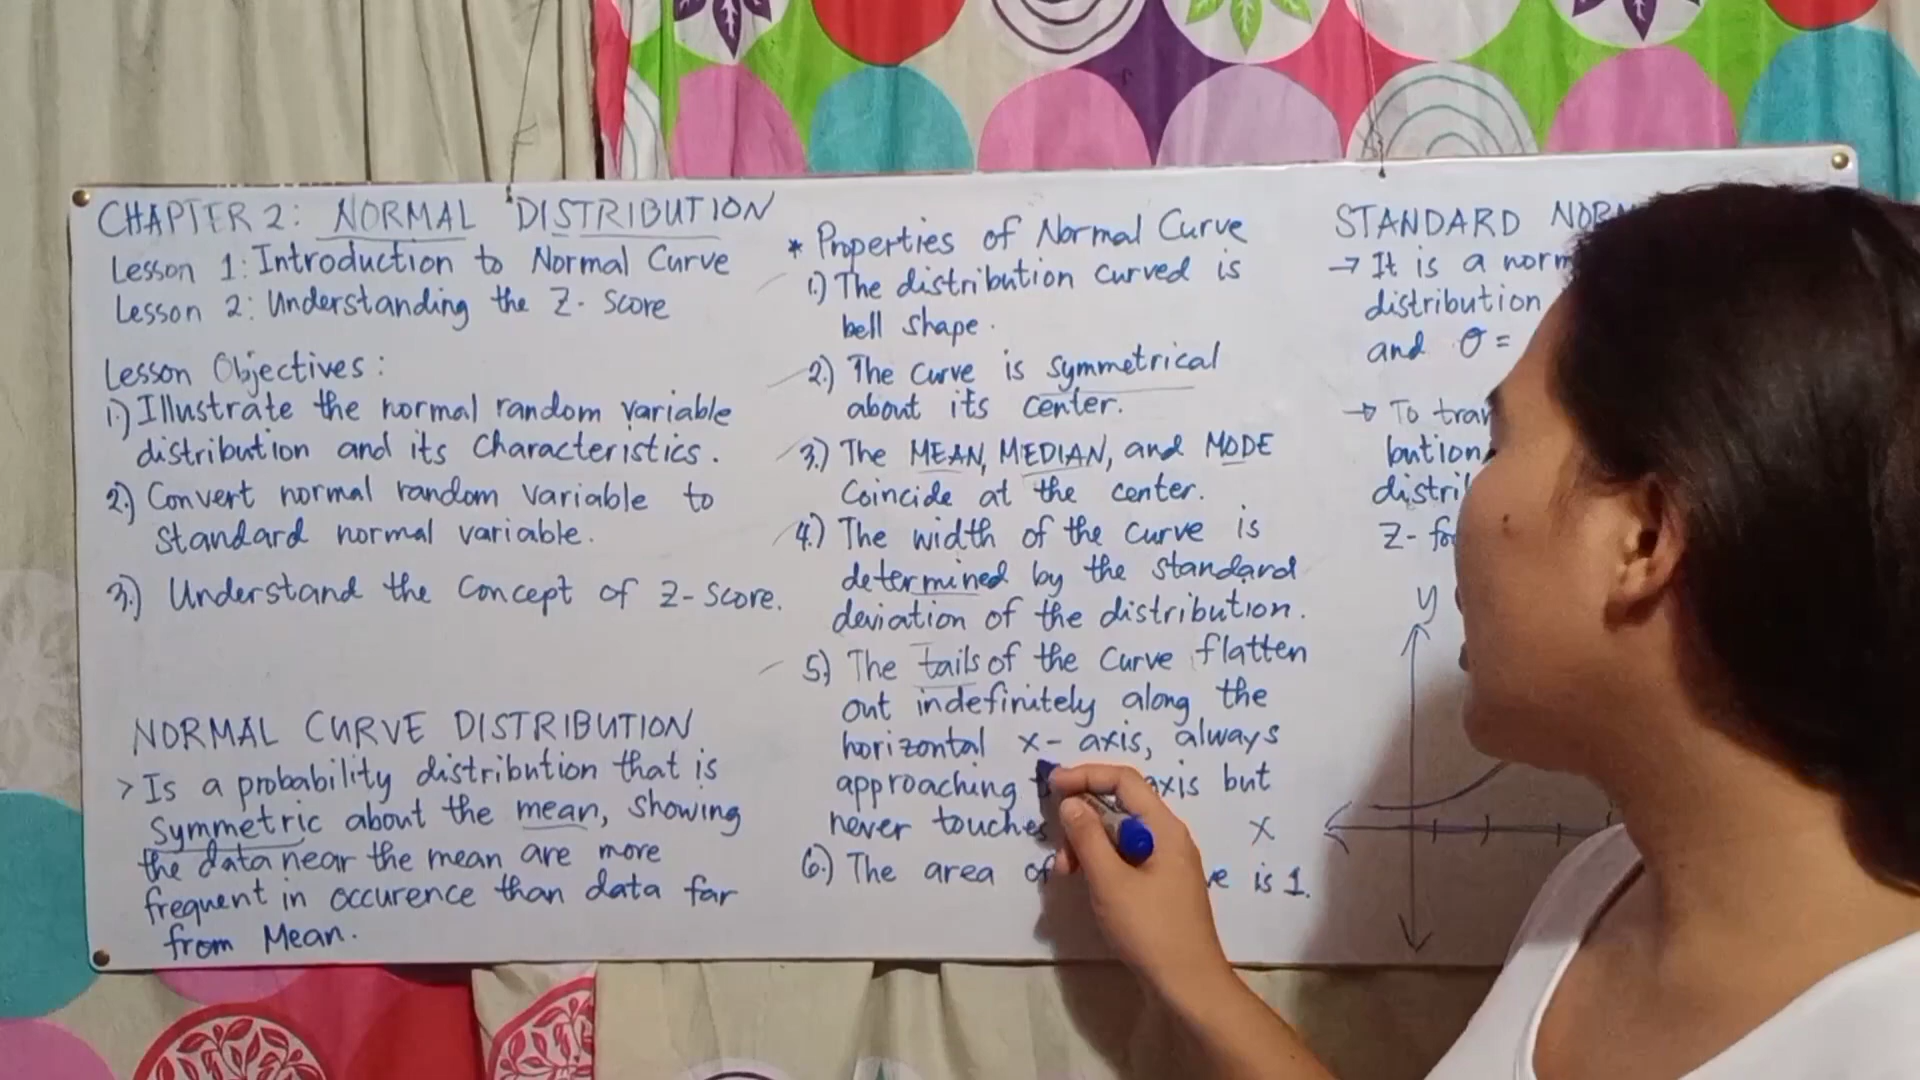 CHAPTER 2: NORMAL DISTRIBUTION
Lesson 1: Introduction to Normal Curve
Lesson 2: Understanding the Z-Score
Lesson Objectives:
1.) Illustrate the normal random variable
distribution and its characteristics.
2.) Convert normal random variable to
standard normal variable.
3.) Understand the concept of Z-Score.
NORMAL CURVE DISTRIBUTION
> Is a probability distribution that is
symmetric about the mean, showing
the data near the mean are more
frequent in occurence than data far
from Mean.
* Properties of Normal Curve
1.) The distribution curved is
bell shape.
2.) The curve is symmetrical
about its center.
3.) The MEAN, MEDIAN, and MODE
coincide at the center.
4.) The width of the curve is
determined by the standard
deviation of the distribution.
5.) The tails of the curve flatten
out indefinitely along the
horizontal x-axis, always
approaching axis but
never touches
6.) The area of is 1.
STANDARD
→ It is a
distribution
and σ =
→ To
Z-
y
x